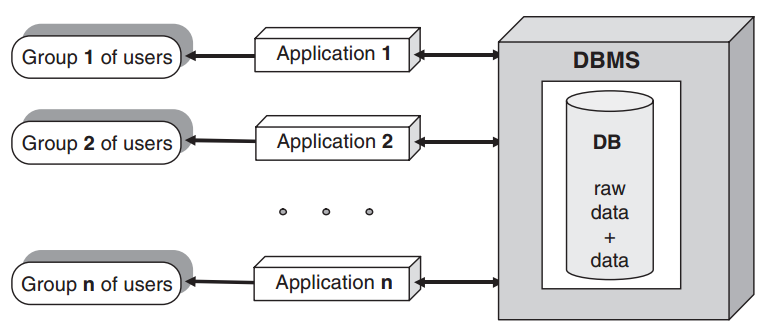 Group 1 of users
Application 1
DBMS
Group 2 of users
Application 2
DB
raw
data
+
data
Group n of users
Application n